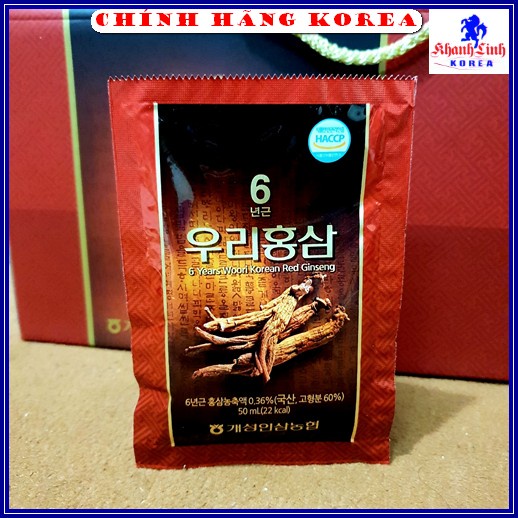 CHÍNH HÃNG KOREA
Khanh Linh
KOREA
HACCP
6
년근
우리홍삼
6 Years Woori Korean Red Ginseng
6년근 홍삼농축액 0.36%(국산, 고형분 60%)
50 mL(22 kcal)
개성인삼농협